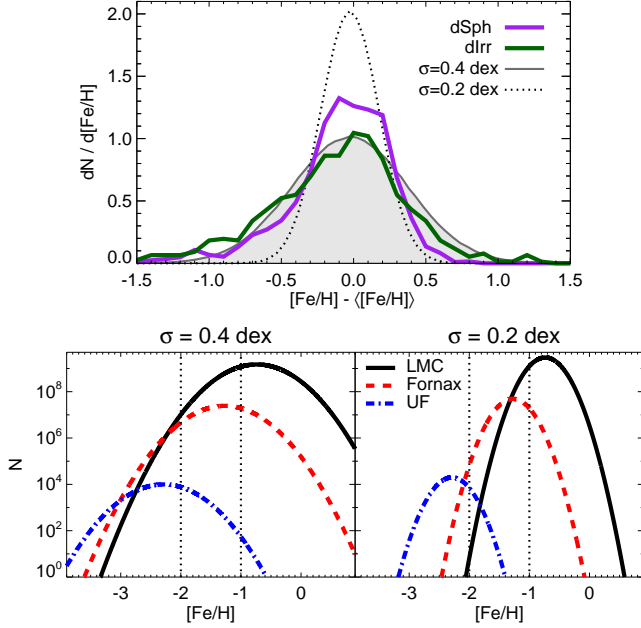 dSph
dIrr
σ=0.4 dex
σ=0.2 dex
dN / d[Fe/H]
2.0
1.5
1.0
0.5
0.0
-1.5 -1.0 -0.5 0.0 0.5 1.0 1.5
[Fe/H] - ⟨[Fe/H]⟩
σ = 0.4 dex
σ = 0.2 dex
LMC
Fornax
UF
N
10^8
10^6
10^4
10^2
10^0
-3 -2 -1 0
-3 -2 -1 0
[Fe/H]
[Fe/H]